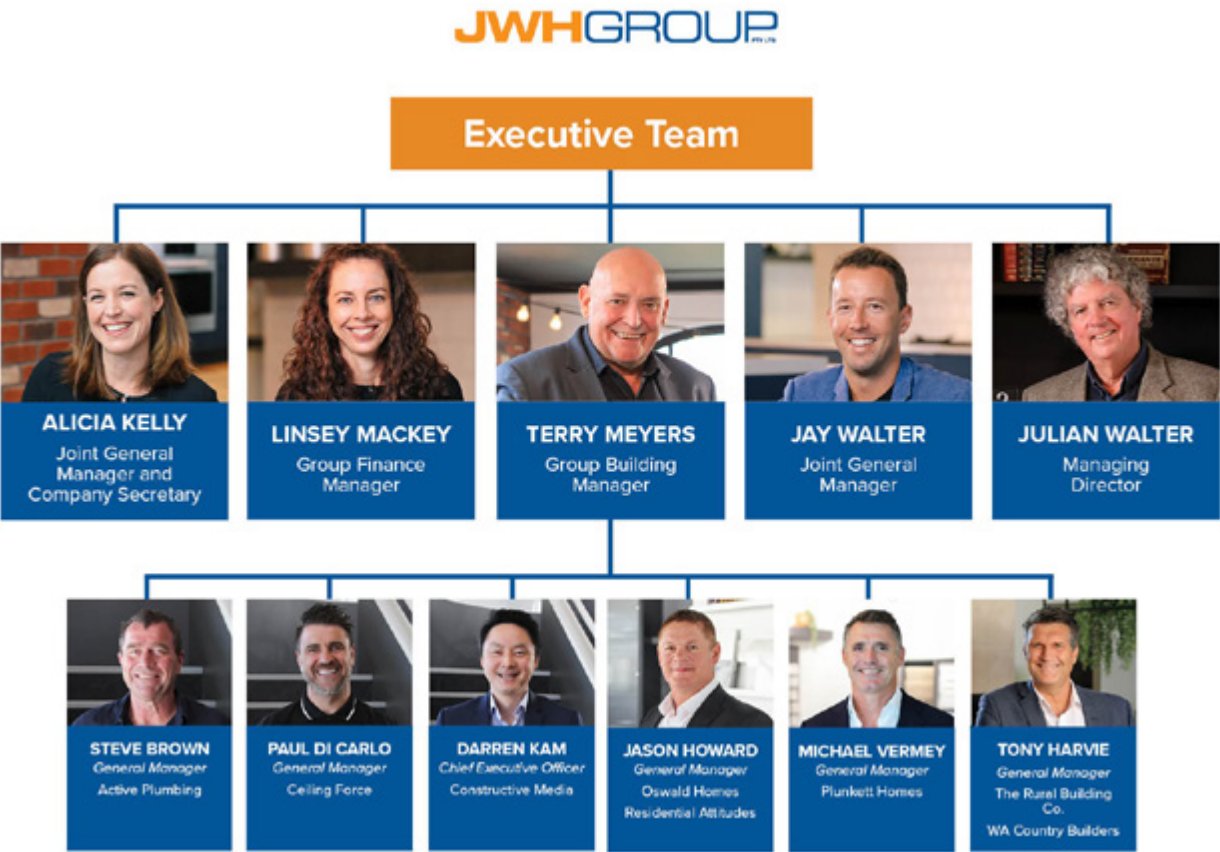 JWHGROUP PTY LTD
Executive Team
ALICIA KELLY
Joint General
Manager and
Company Secretary
LINSEY MACKEY
Group Finance
Manager
TERRY MEYERS
Group Building
Manager
JAY WALTER
Joint General
Manager
JULIAN WALTER
Managing
Director
STEVE BROWN
General Manager
Active Plumbing
PAUL DI CARLO
General Manager
Ceiling Force
DARREN KAM
Chief Executive Officer
Constructive Media
JASON HOWARD
General Manager
Oswald Homes
Residential Attitudes
MICHAEL VERMEY
General Manager
Plunkett Homes
TONY HARVIE
General Manager
The Rural Building
Co.
WA Country Builders